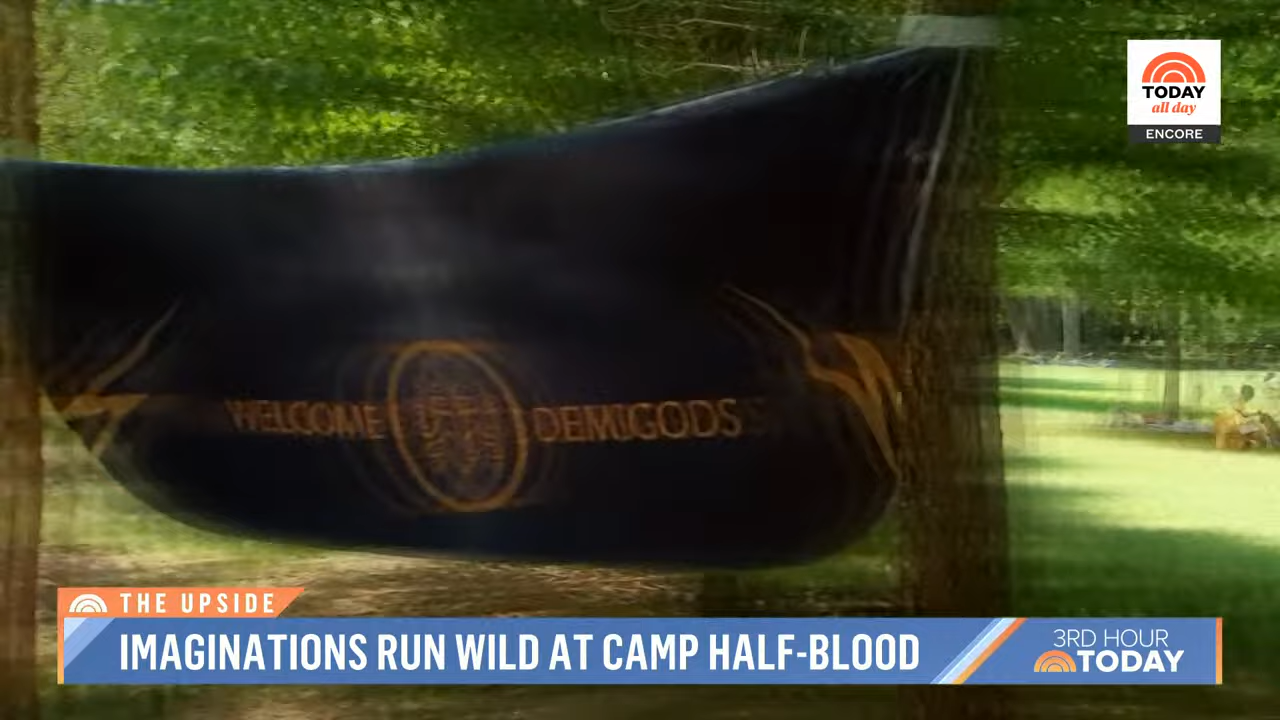 TODAY
all day
ENCORE
WELCOME DEMIGODS
THE UPSIDE
IMAGINATIONS RUN WILD AT CAMP HALF-BLOOD
3RD HOUR
TODAY